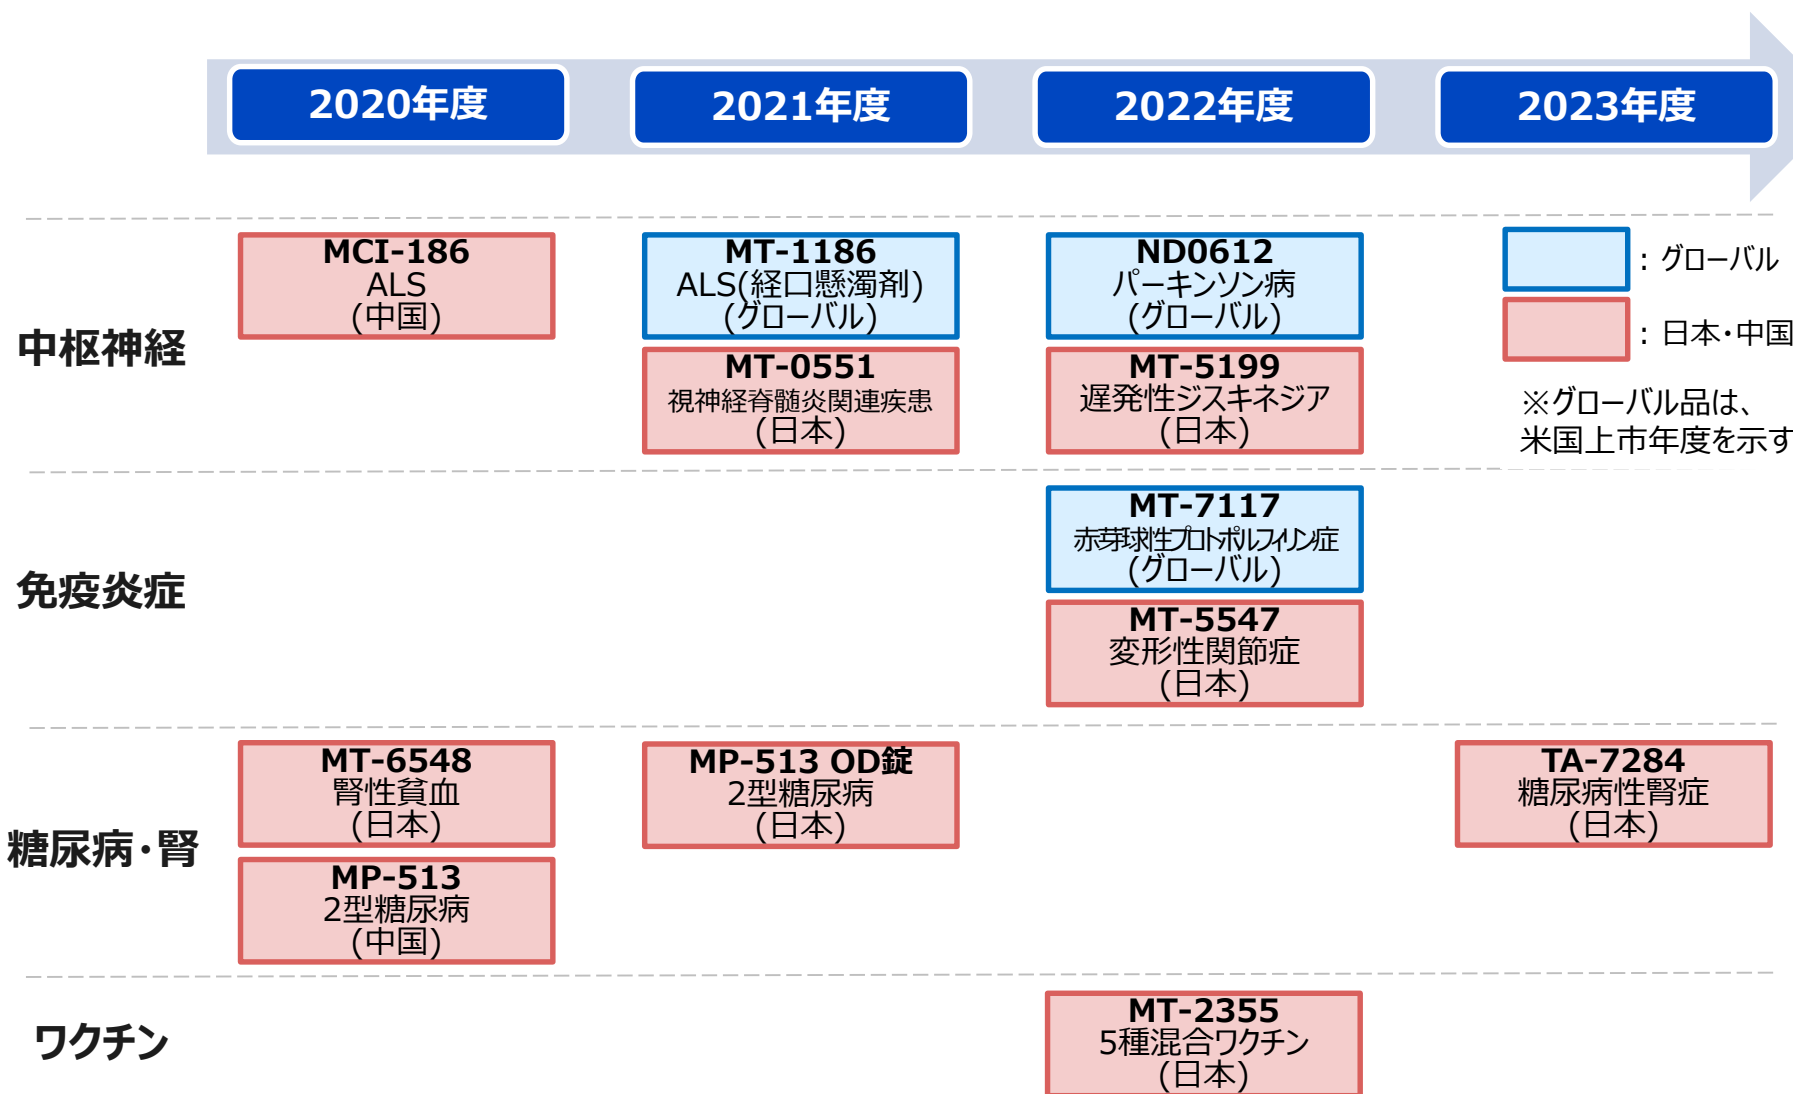 2020年度
2021年度
2022年度
2023年度
中枢神経
MCI-186
ALS
(中国)
MT-1186
ALS(経口懸濁剤)
(グローバル)
MT-0551
視神経脊髄炎関連疾患
(日本)
ND0612
パーキンソン病
(グローバル)
MT-5199
遅発性ジスキネジア
(日本)
：グローバル
：日本・中国
※グローバル品は、
米国上市年度を示す
免疫炎症
MT-7117
赤芽球性プロトポルフィリン症
(グローバル)
MT-5547
変形性関節症
(日本)
糖尿病・腎
MT-6548
腎性貧血
(日本)
MP-513
2型糖尿病
(中国)
MP-513 OD錠
2型糖尿病
(日本)
TA-7284
糖尿病性腎症
(日本)
ワクチン
MT-2355
5種混合ワクチン
(日本)